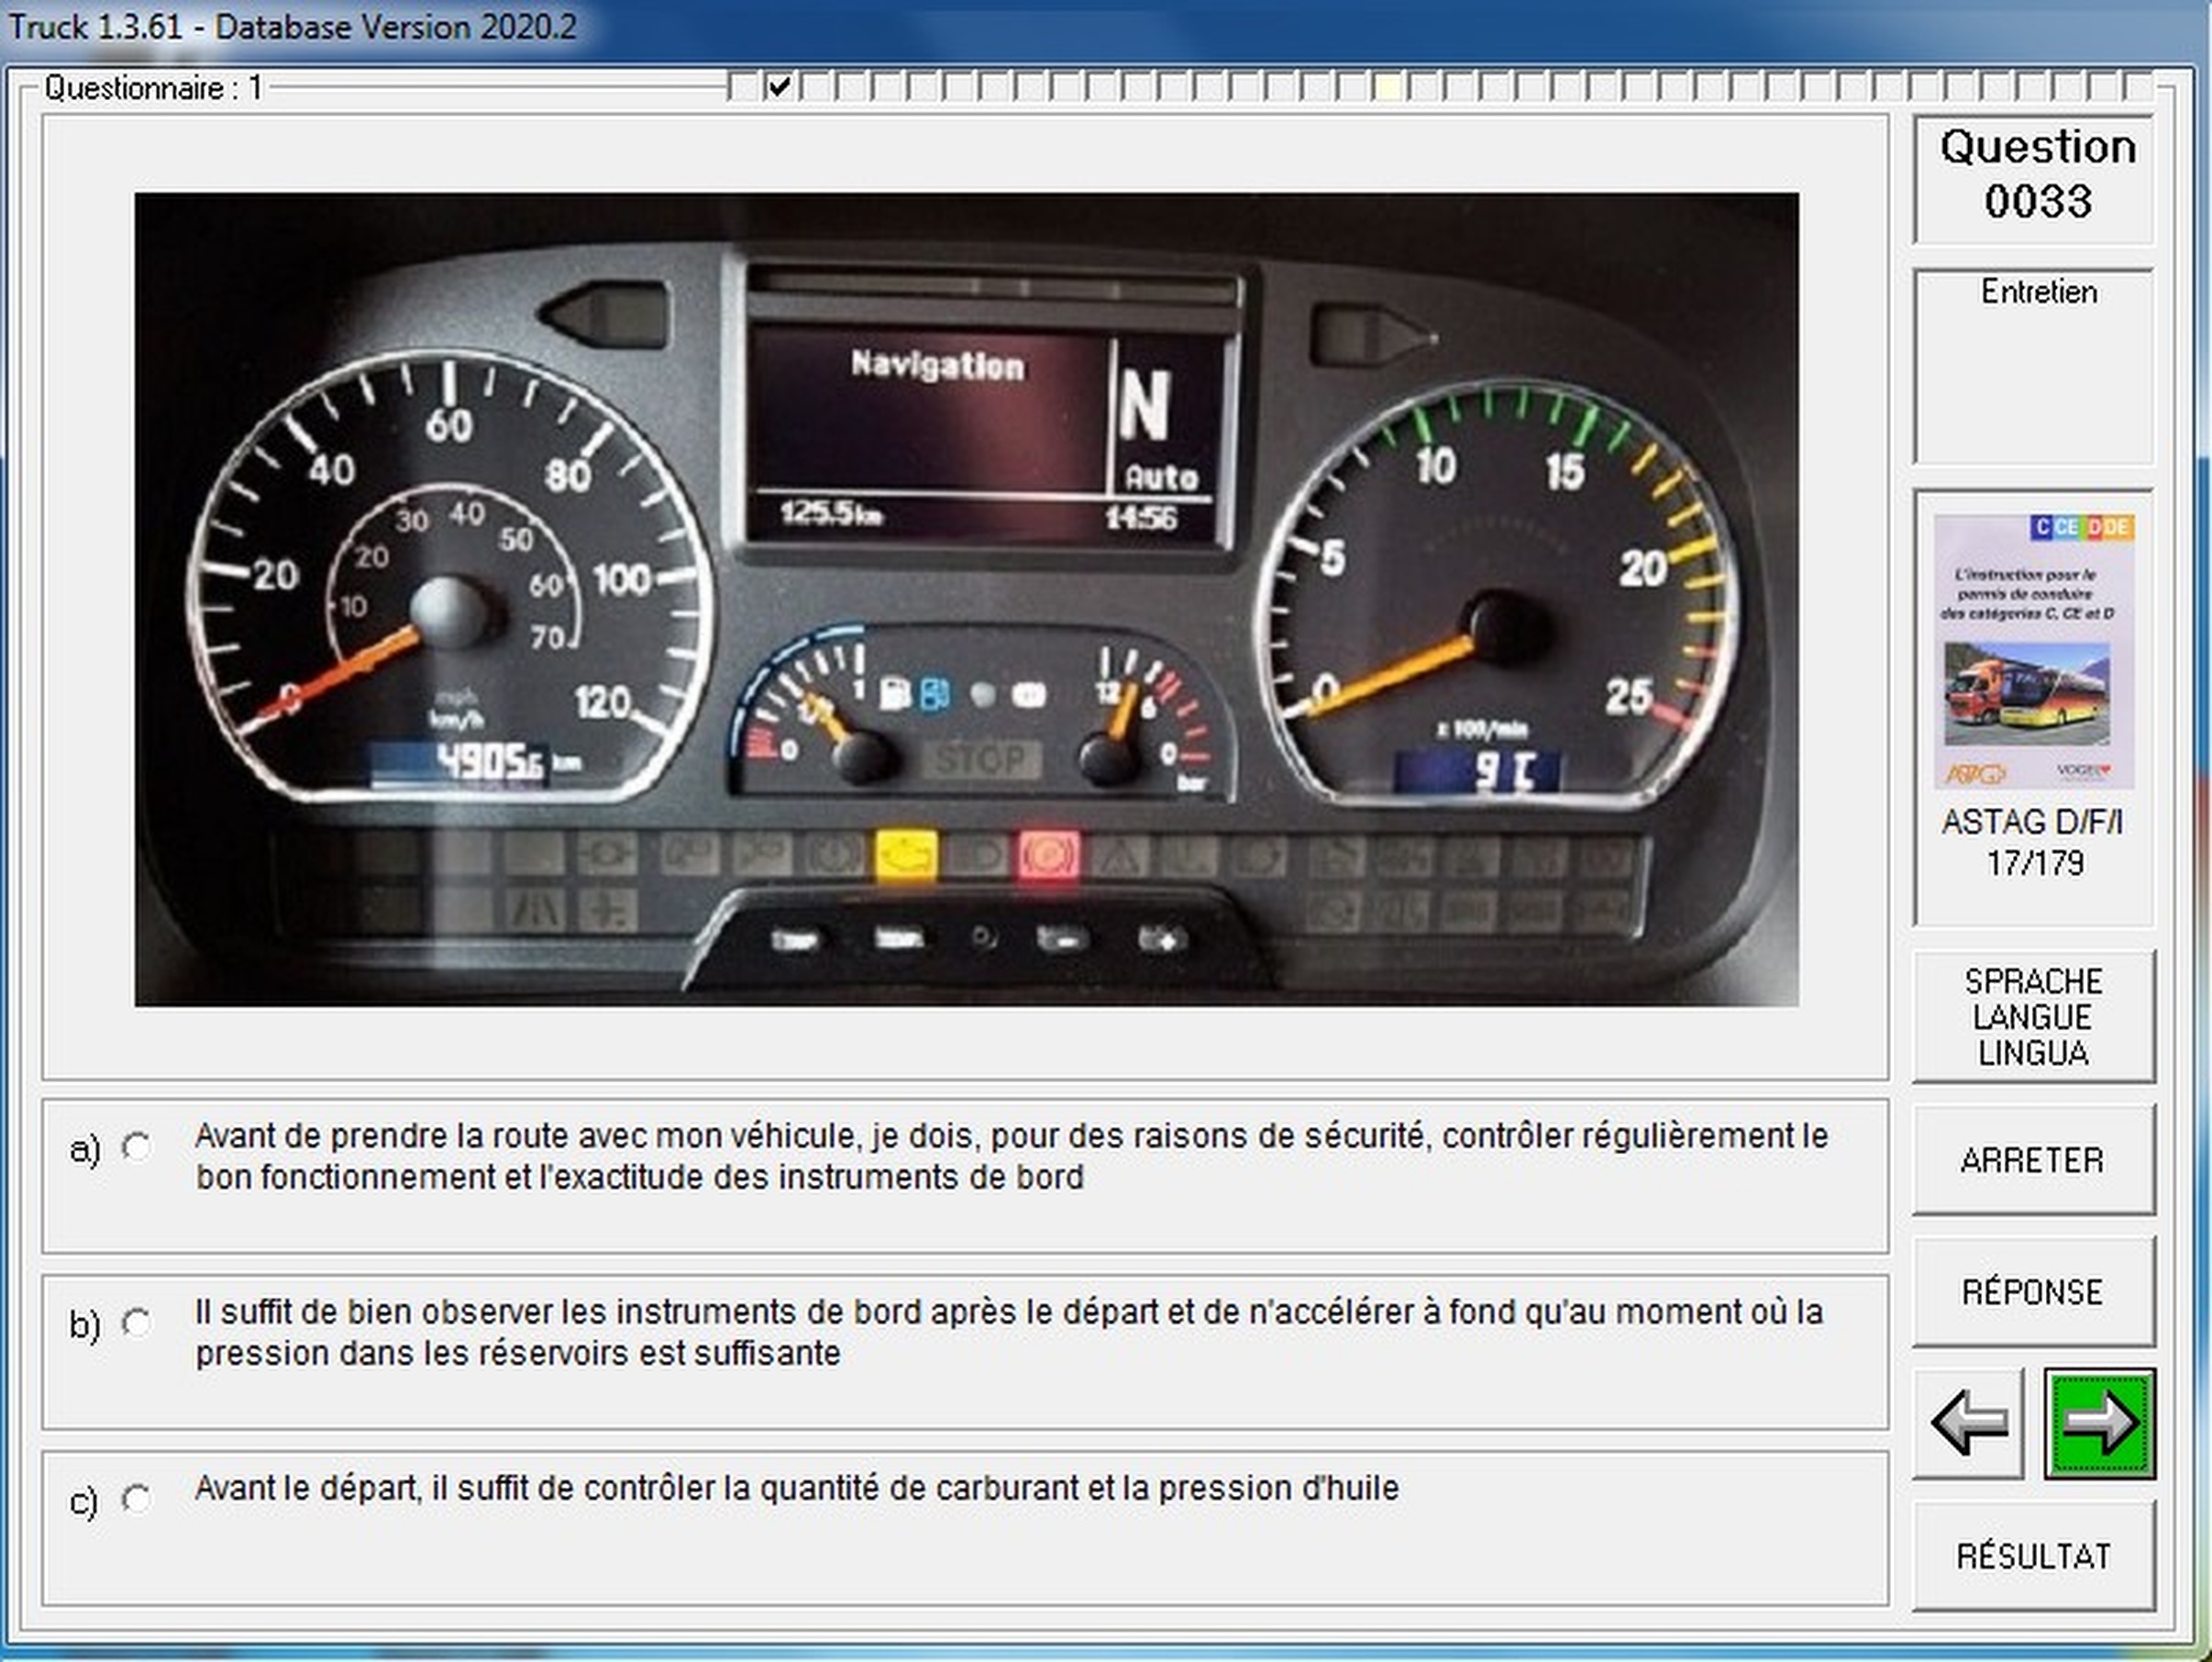 Truck 1.3.61 - Database Version 2020.2
Questionnaire : 1
Question
0033
Entretien
Navigation
N
Auto
125.5 km
14:56
0
20
40
60
80
100
120
10
20
30
40
50
60
70
mph
km/h
49056 km
0
1
STOP
12
6
0
bar
0
5
10
15
20
25
x 100/min
9 °C
C CE D DE
L'instruction pour le
permis de conduire
des catégories C, CE et D
ASTAG
VOGEL
ASTAG D/F/I
17/179
SPRACHE
LANGUE
LINGUA
ARRETER
RÉPONSE
RÉSULTAT
a) Avant de prendre la route avec mon véhicule, je dois, pour des raisons de sécurité, contrôler régulièrement le
bon fonctionnement et l'exactitude des instruments de bord
b) Il suffit de bien observer les instruments de bord après le départ et de n'accélérer à fond qu'au moment où la
pression dans les réservoirs est suffisante
c) Avant le départ, il suffit de contrôler la quantité de carburant et la pression d'huile